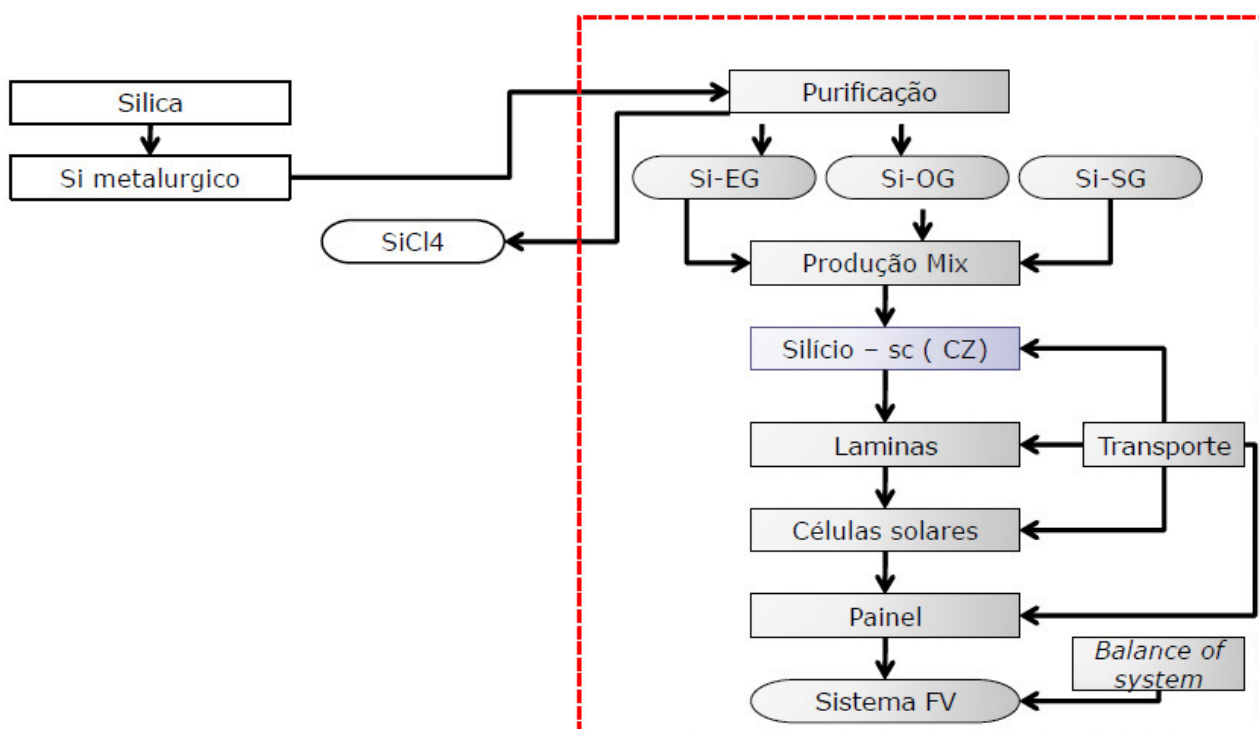 Silica
Purificação
Si metalurgico
Si-EG
Si-OG
Si-SG
SiCl4
Produção Mix
Silício – sc ( CZ)
Laminas
Transporte
Células solares
Painel
Balance of
system
Sistema FV